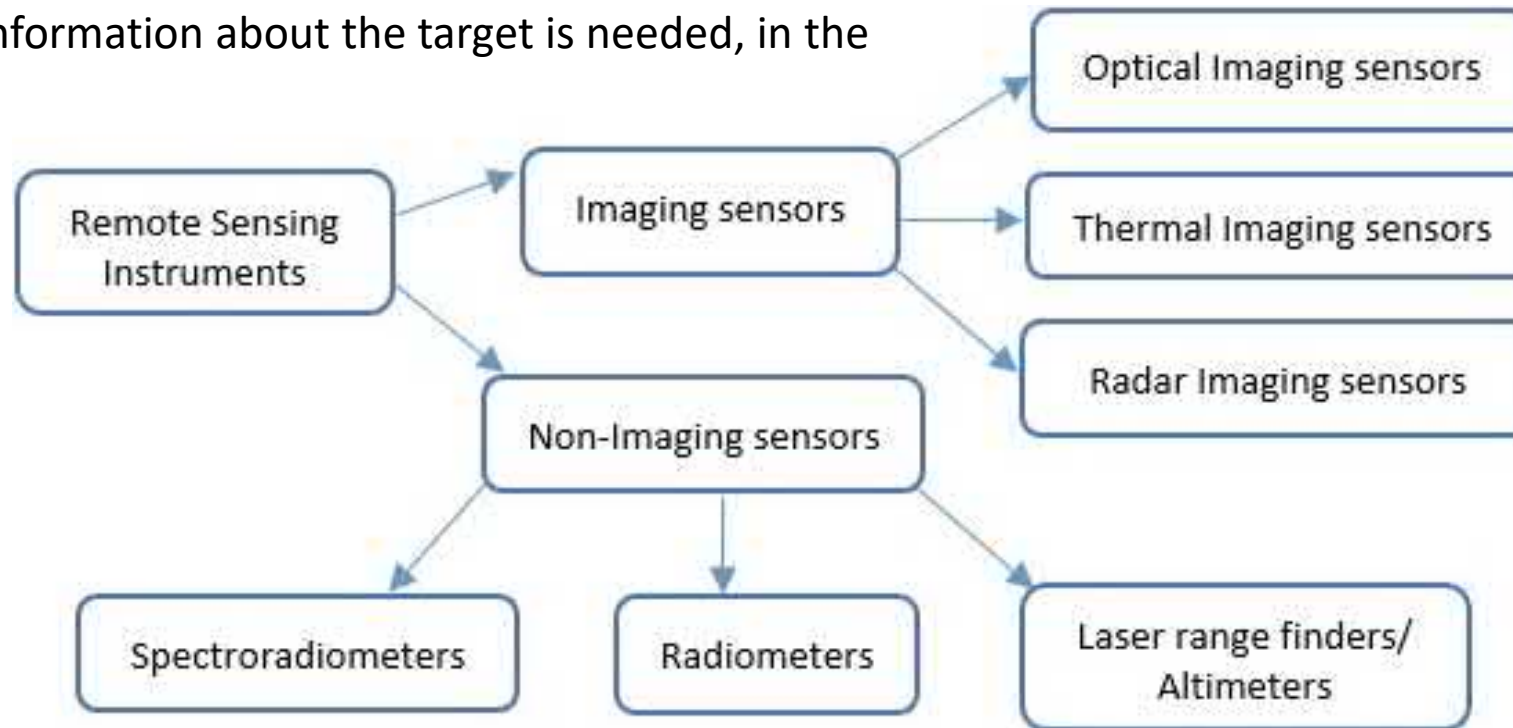 nformation about the target is needed, in the
Optical Imaging sensors
Remote Sensing
Instruments
Imaging sensors
Thermal Imaging sensors
Radar Imaging sensors
Non-Imaging sensors
Spectroradiometers
Radiometers
Laser range finders/
Altimeters